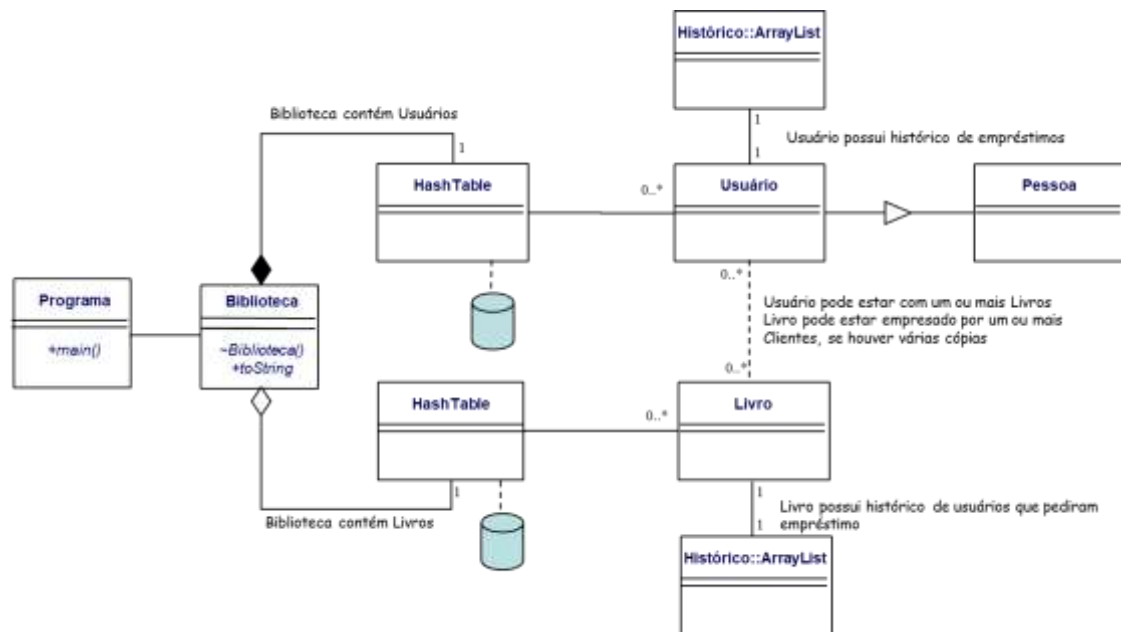 Histórico::ArrayList
Biblioteca contém Usuários
1
1
Usuário possui histórico de empréstimos
1
1
HashTable
0..*
Usuário
Pessoa
0..*
Programa
+main()
Biblioteca
~Biblioteca()
+toString
Usuário pode estar com um ou mais Livros
Livro pode estar empresado por um ou mais
Clientes, se houver várias cópias
0..*
HashTable
0..*
Livro
1
1
Biblioteca contém Livros
Livro possui histórico de usuários que pediram
1
empréstimo
Histórico::ArrayList